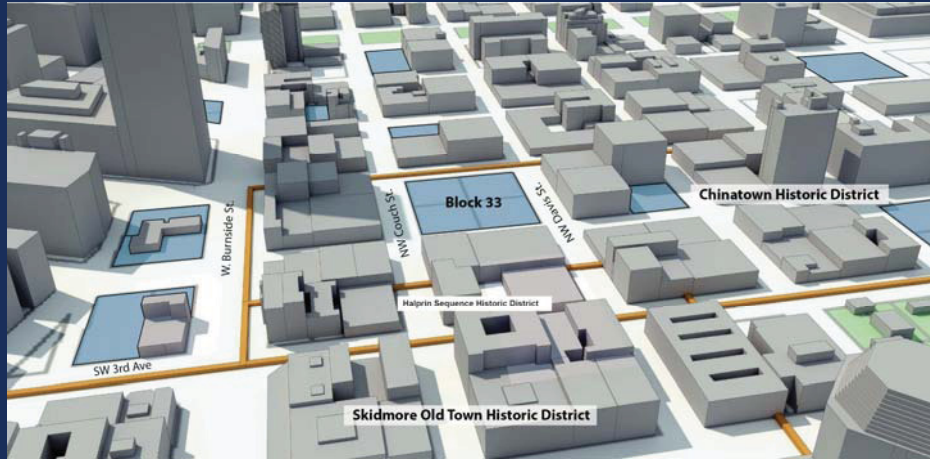 Block 33
Chinatown Historic District
W. Burnside St.
NW Couch St.
NW Davis St.
Halprin Sequence Historic District
SW 3rd Ave
Skidmore Old Town Historic District